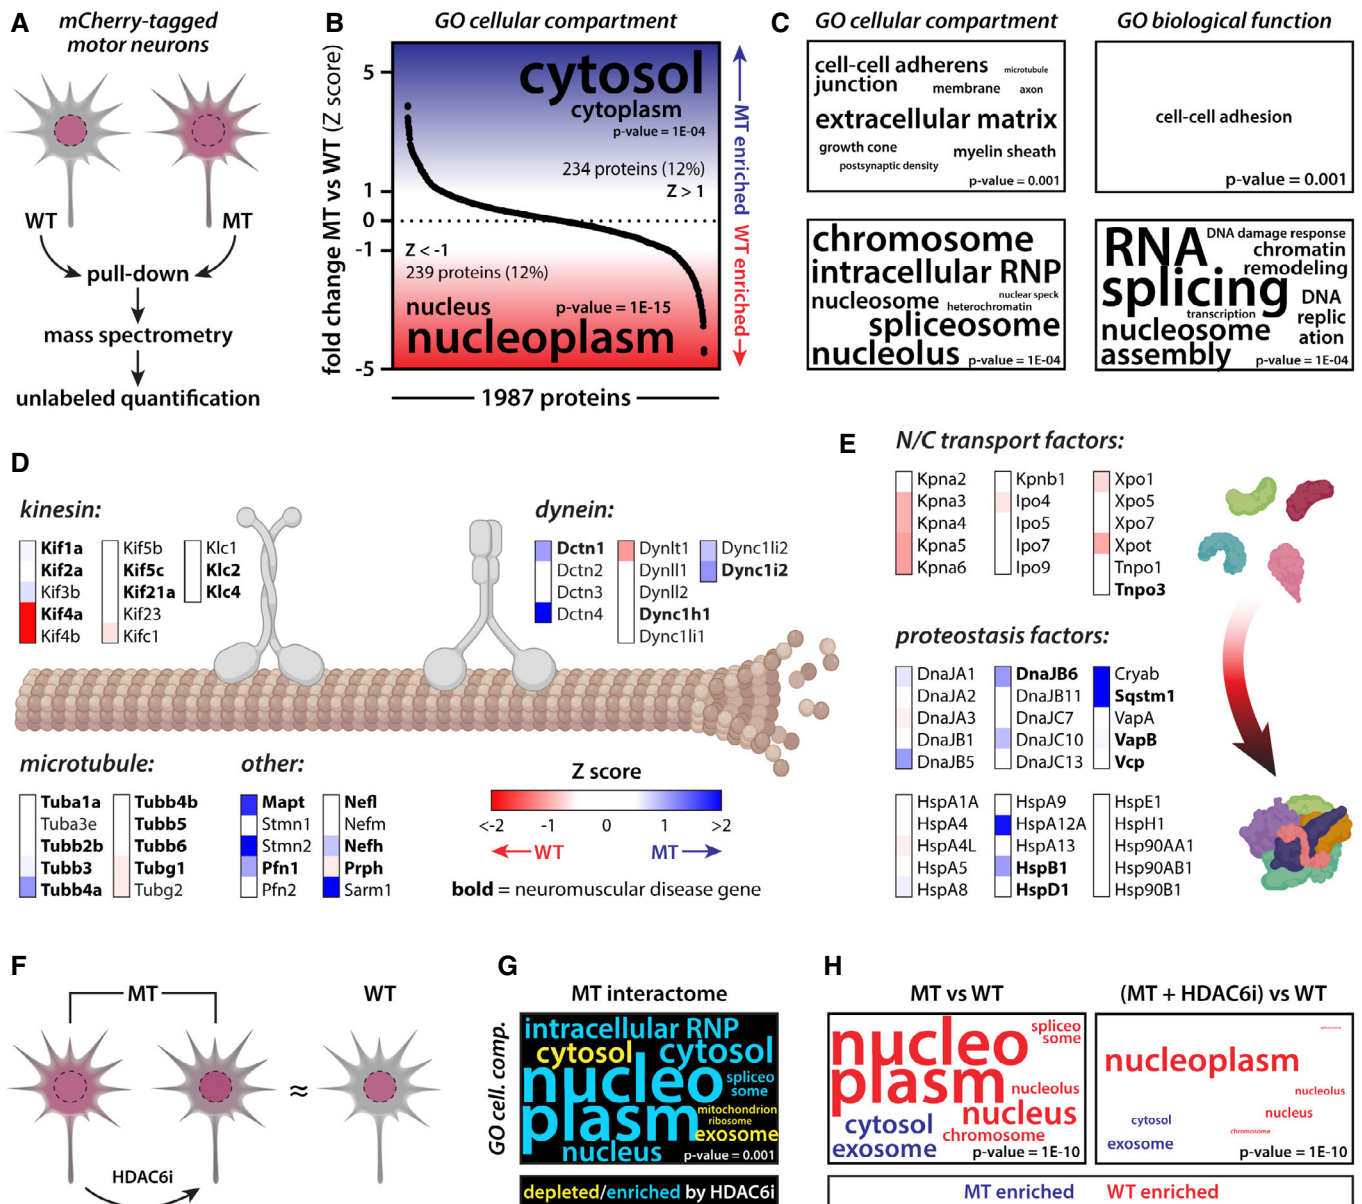 A
mCherry-tagged
motor neurons
WT
MT
pull-down
mass spectrometry
unlabeled quantification
B
GO cellular compartment
fold change MT vs WT (Z score)
5
1
0
-1
-5
cytosol
cytoplasm
p-value = 1E-04
234 proteins (12%)
Z > 1
Z < -1
239 proteins (12%)
nucleus
p-value = 1E-15
nucleoplasm
1987 proteins
MT enriched
WT enriched
C
GO cellular compartment
cell-cell adherens
junction
microtubule
membrane
axon
extracellular matrix
growth cone
myelin sheath
postsynaptic density
p-value = 0.001
GO biological function
cell-cell adhesion
p-value = 0.001
chromosome
intracellular RNP
nucleosome
nuclear speck
heterochromatin
spliceosome
nucleolus
p-value = 1E-04
RNA
splicing
DNA damage response
chromatin
remodeling
transcription
DNA
replic
ation
nucleosome
assembly
p-value = 1E-04
D
kinesin:
Kif1a
Kif2a
Kif3b
Kif4a
Kif4b
Kif5b
Kif5c
Kif21a
Kif23
Kifc1
Klc1
Klc2
Klc4
dynein:
Dctn1
Dctn2
Dctn3
Dctn4
Dynlt1
Dynll1
Dynll2
Dync1h1
Dync1li1
Dync1li2
Dync1i2
microtubule:
Tuba1a
Tuba3e
Tubb2b
Tubb3
Tubb4a
Tubb4b
Tubb5
Tubb6
Tubg1
Tubg2
other:
Mapt
Stmn1
Stmn2
Pfn1
Pfn2
Nefl
Nefm
Nefh
Prph
Sarm1
Z score
<-2 -1 0 1 >2
WT
MT
bold = neuromuscular disease gene
E
N/C transport factors:
Kpna2
Kpna3
Kpna4
Kpna5
Kpna6
Kpnb1
Ipo4
Ipo5
Ipo7
Ipo9
Xpo1
Xpo5
Xpo7
Xpot
Tnpo1
Tnpo3
proteostasis factors:
DnaJA1
DnaJA2
DnaJA3
DnaJB1
DnaJB5
DnaJB6
DnaJB11
DnaJC7
DnaJC10
DnaJC13
Cryab
Sqstm1
VapA
VapB
Vcp
HspA1A
HspA4
HspA4L
HspA5
HspA8
HspA9
HspA12A
HspA13
HspB1
HspD1
HspE1
HspH1
Hsp90AA1
Hsp90AB1
Hsp90B1
F
MT
WT
≈
HDAC6i
G
MT interactome
GO cell. comp.
intracellular RNP
cytosol
cytosol
nucleo
plasm
spliceo
some
mitochondrion
ribosome
exosome
nucleus
p-value = 0.001
depleted/enriched by HDAC6i
H
MT vs WT
nucleo
plasm
spliceo
some
nucleolus
nucleus
cytosol
chromosome
exosome
p-value = 1E-10
(MT + HDAC6i) vs WT
nucleoplasm
nucleolus
nucleus
cytosol
chromosome
exosome
p-value = 1E-10
MT enriched
WT enriched